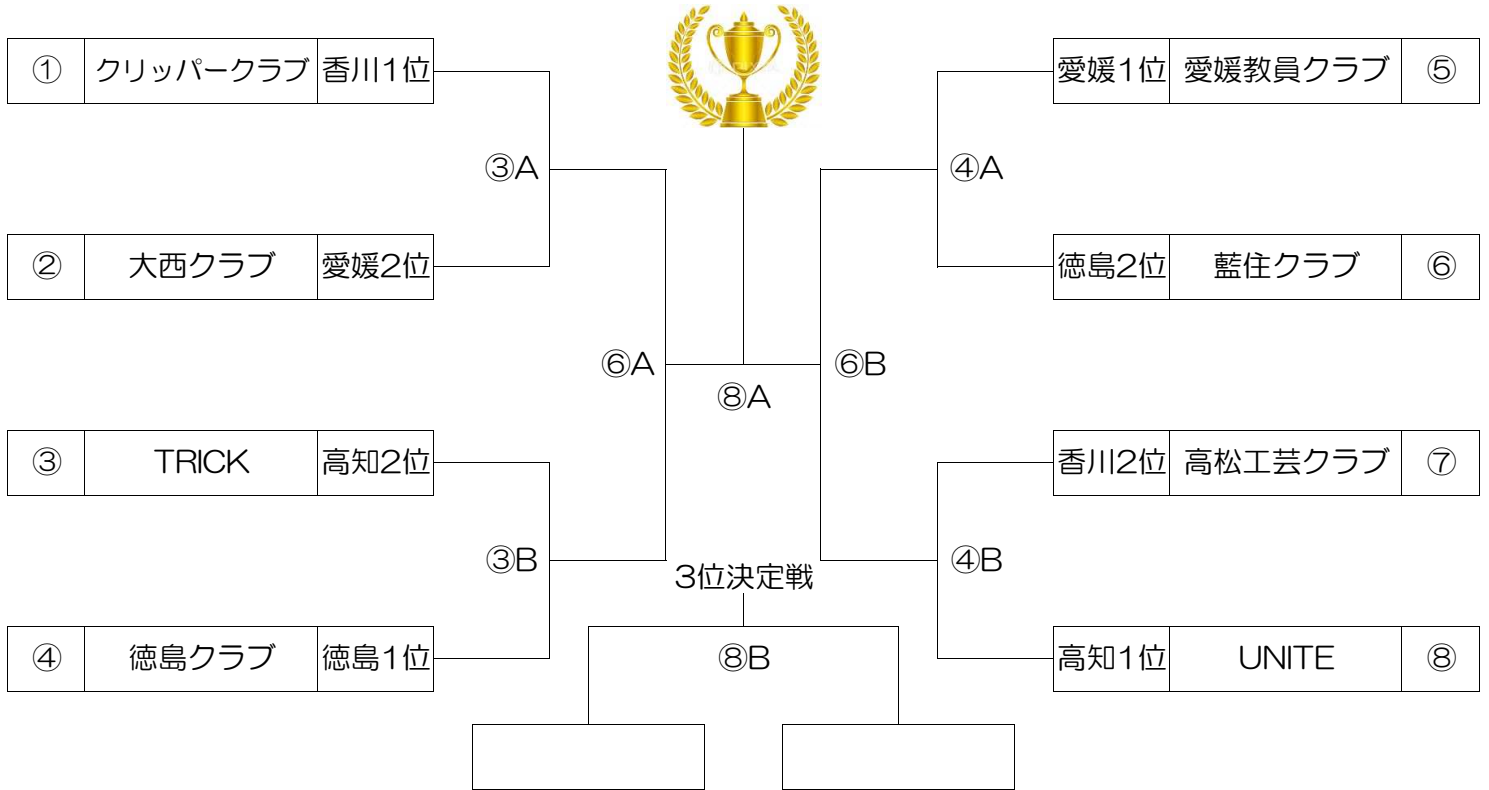 ① クリッパークラブ 香川1位
愛媛1位 愛媛教員クラブ ⑤
③A
④A
② 大西クラブ 愛媛2位
徳島2位 藍住クラブ ⑥
⑥A
⑥B
⑧A
③ TRICK 高知2位
香川2位 高松工芸クラブ ⑦
③B
④B
3位決定戦
④ 徳島クラブ 徳島1位
⑧B
高知1位 UNITE ⑧